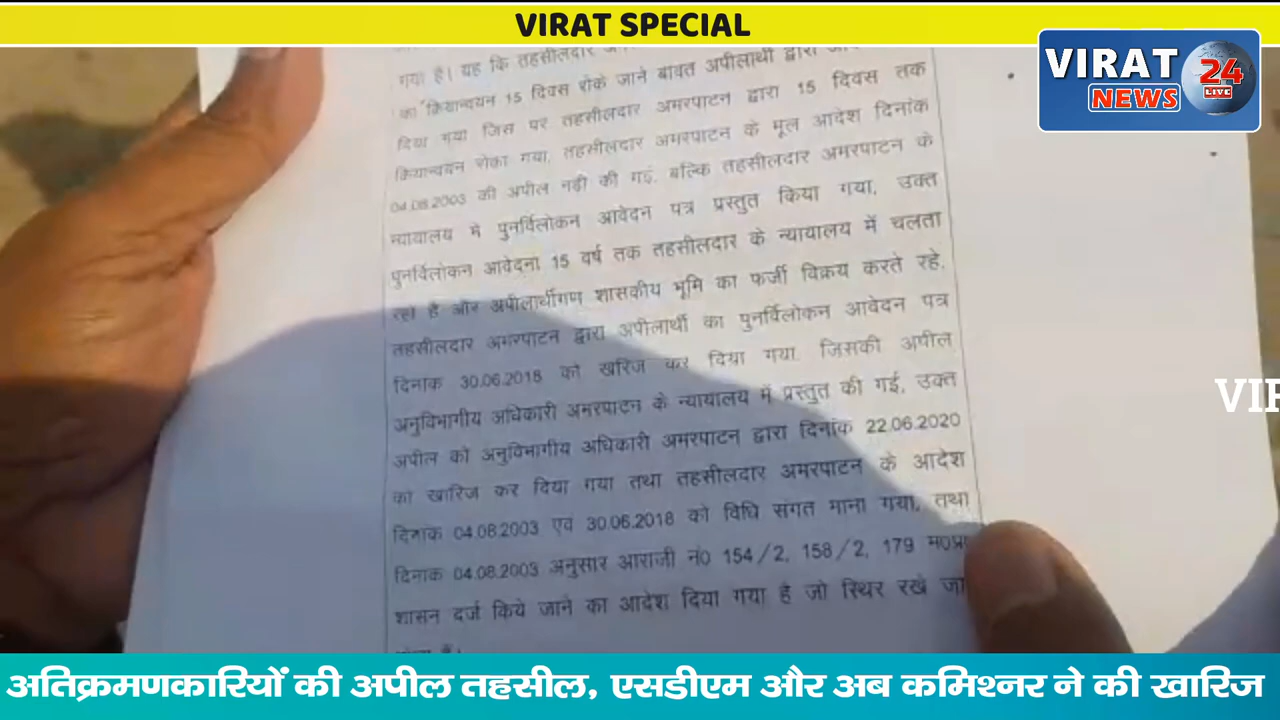 VIRAT SPECIAL
VIRAT
24
LIVE
NEWS
गया है। यह कि तहसीलदार
का क्रियान्वयन 15 दिवस रोके जाने बावत अपीलार्थी द्वारा
दिया गया जिस पर तहसीलदार अमरपाटन द्वारा 15 दिवस तक
क्रियान्वयन रोका गया, तहसीलदार अमरपाटन के मूल आदेश दिनांक
04.08.2003 की अपील नही की गई, बल्कि तहसीलदार अमरपाटन के
न्यायालय मे पुनर्विलोकन आवेदन पत्र प्रस्तुत किया गया, उक्त
पुनर्विलोकन आवेदना 15 वर्ष तक तहसीलदार के न्यायालय में चलता
रहा है और अपीलार्थीगण शासकीय भूमि का फर्जी विक्रय करते रहे,
तहसीलदार अमरपाटन द्वारा अपीलार्थी का पुनर्विलोकन आवेदन पत्र
दिनाक 30.06.2018 को खारिज कर दिया गया, जिसकी अपील
अनुविभागीय अधिकारी अमरपाटन के न्यायालय में प्रस्तुत की गई, उक्त
अपील को अनुविभागीय अधिकारी अमरपाटन द्वारा दिनांक 22.06.2020
को खारिज कर दिया गया तथा तहसीलदार अमरपाटन के आदेश
दिनाक 04.08.2003 एवं 30.06.2018 को विधि संगत माना गया, तथा
दिनाक 04.08.2003 अनुसार आराजी नं0 154/2, 158/2, 179 म0प्र
शासन दर्ज किये जाने का आदेश दिया गया है जो स्थिर रखे जा
VIR
अतिक्रमणकारियों की अपील तहसील, एसडीएम और अब कमिश्नर ने की खारिज